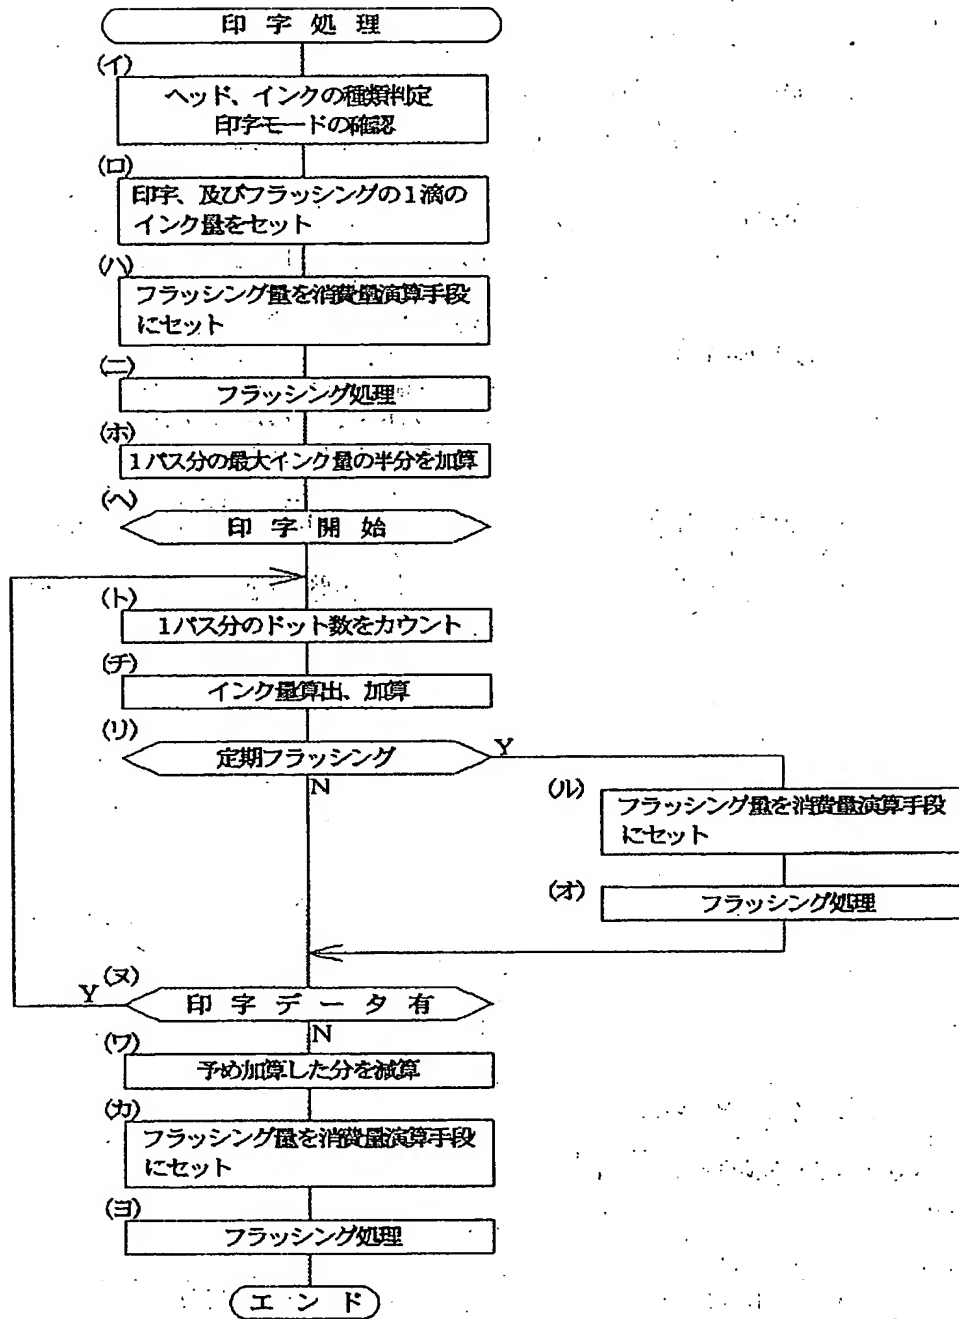 印字処理
(イ)
ヘッド、インクの種類判定
印字モードの確認
(ロ)
印字、及びフラッシングの1滴の
インク量をセット
(ハ)
フラッシング量を消費量演算手段
にセット
(ニ)
フラッシング処理
(ホ)
1パス分の最大インク量の半分を加算
(ヘ)
印字開始
(ト)
1パス分のドット数をカウント
(チ)
インク量算出、加算
(リ)
定期フラッシング
Y
N
(ル)
フラッシング量を消費量演算手段
にセット
(オ)
フラッシング処理
(ヌ)
Y
印字データ有
N
(ワ)
予め加算した分を減算
(カ)
フラッシング量を消費量演算手段
にセット
(ヨ)
フラッシング処理
エンド